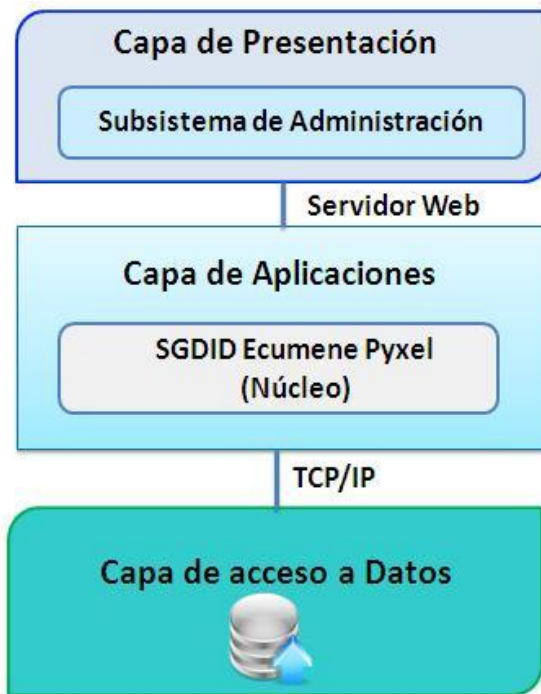 Capa de Presentación
Subsistema de Administración
Servidor Web
Capa de Aplicaciones
SGDID Ecumene Pyxel
(Núcleo)
TCP/IP
Capa de acceso a Datos